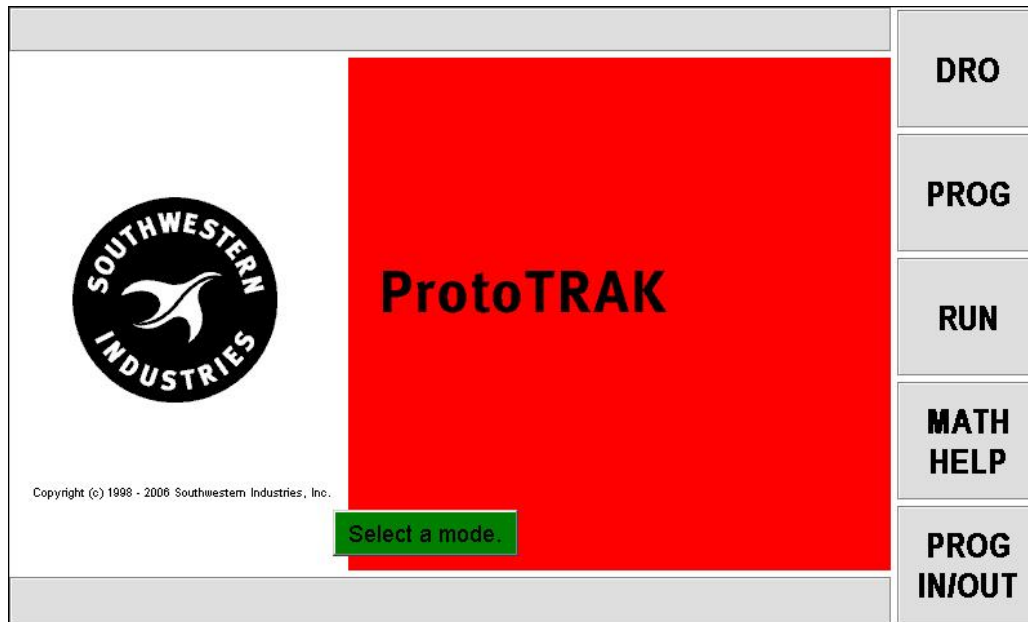 SOUTHWESTERN
INDUSTRIES
Copyright (c) 1998 - 2006 Southwestern Industries, Inc.
ProtoTRAK
Select a mode.
DRO
PROG
RUN
MATH
HELP
PROG
IN/OUT